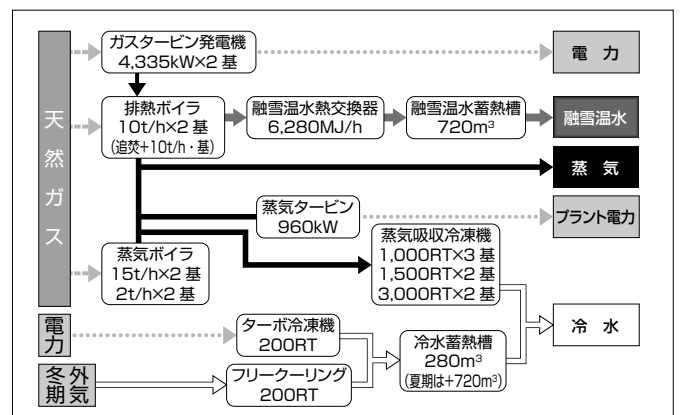 天然ガス
ガスタービン発電機
4,335kW×2 基
電 力
排熱ボイラ
10t/h×2 基
(追焚+10t/h・基)
融雪温水熱交換器
6,280MJ/h
融雪温水蓄熱槽
720m³
融雪温水
蒸 気
蒸気タービン
960kW
プラント電力
蒸気ボイラ
15t/h×2 基
2t/h×2 基
蒸気吸収冷凍機
1,000RT×3 基
1,500RT×2 基
3,000RT×2 基
電力
ターボ冷凍機
200RT
冷水蓄熱槽
280m³
(夏期は+720m³)
冷 水
冬期外気
フリークーリング
200RT